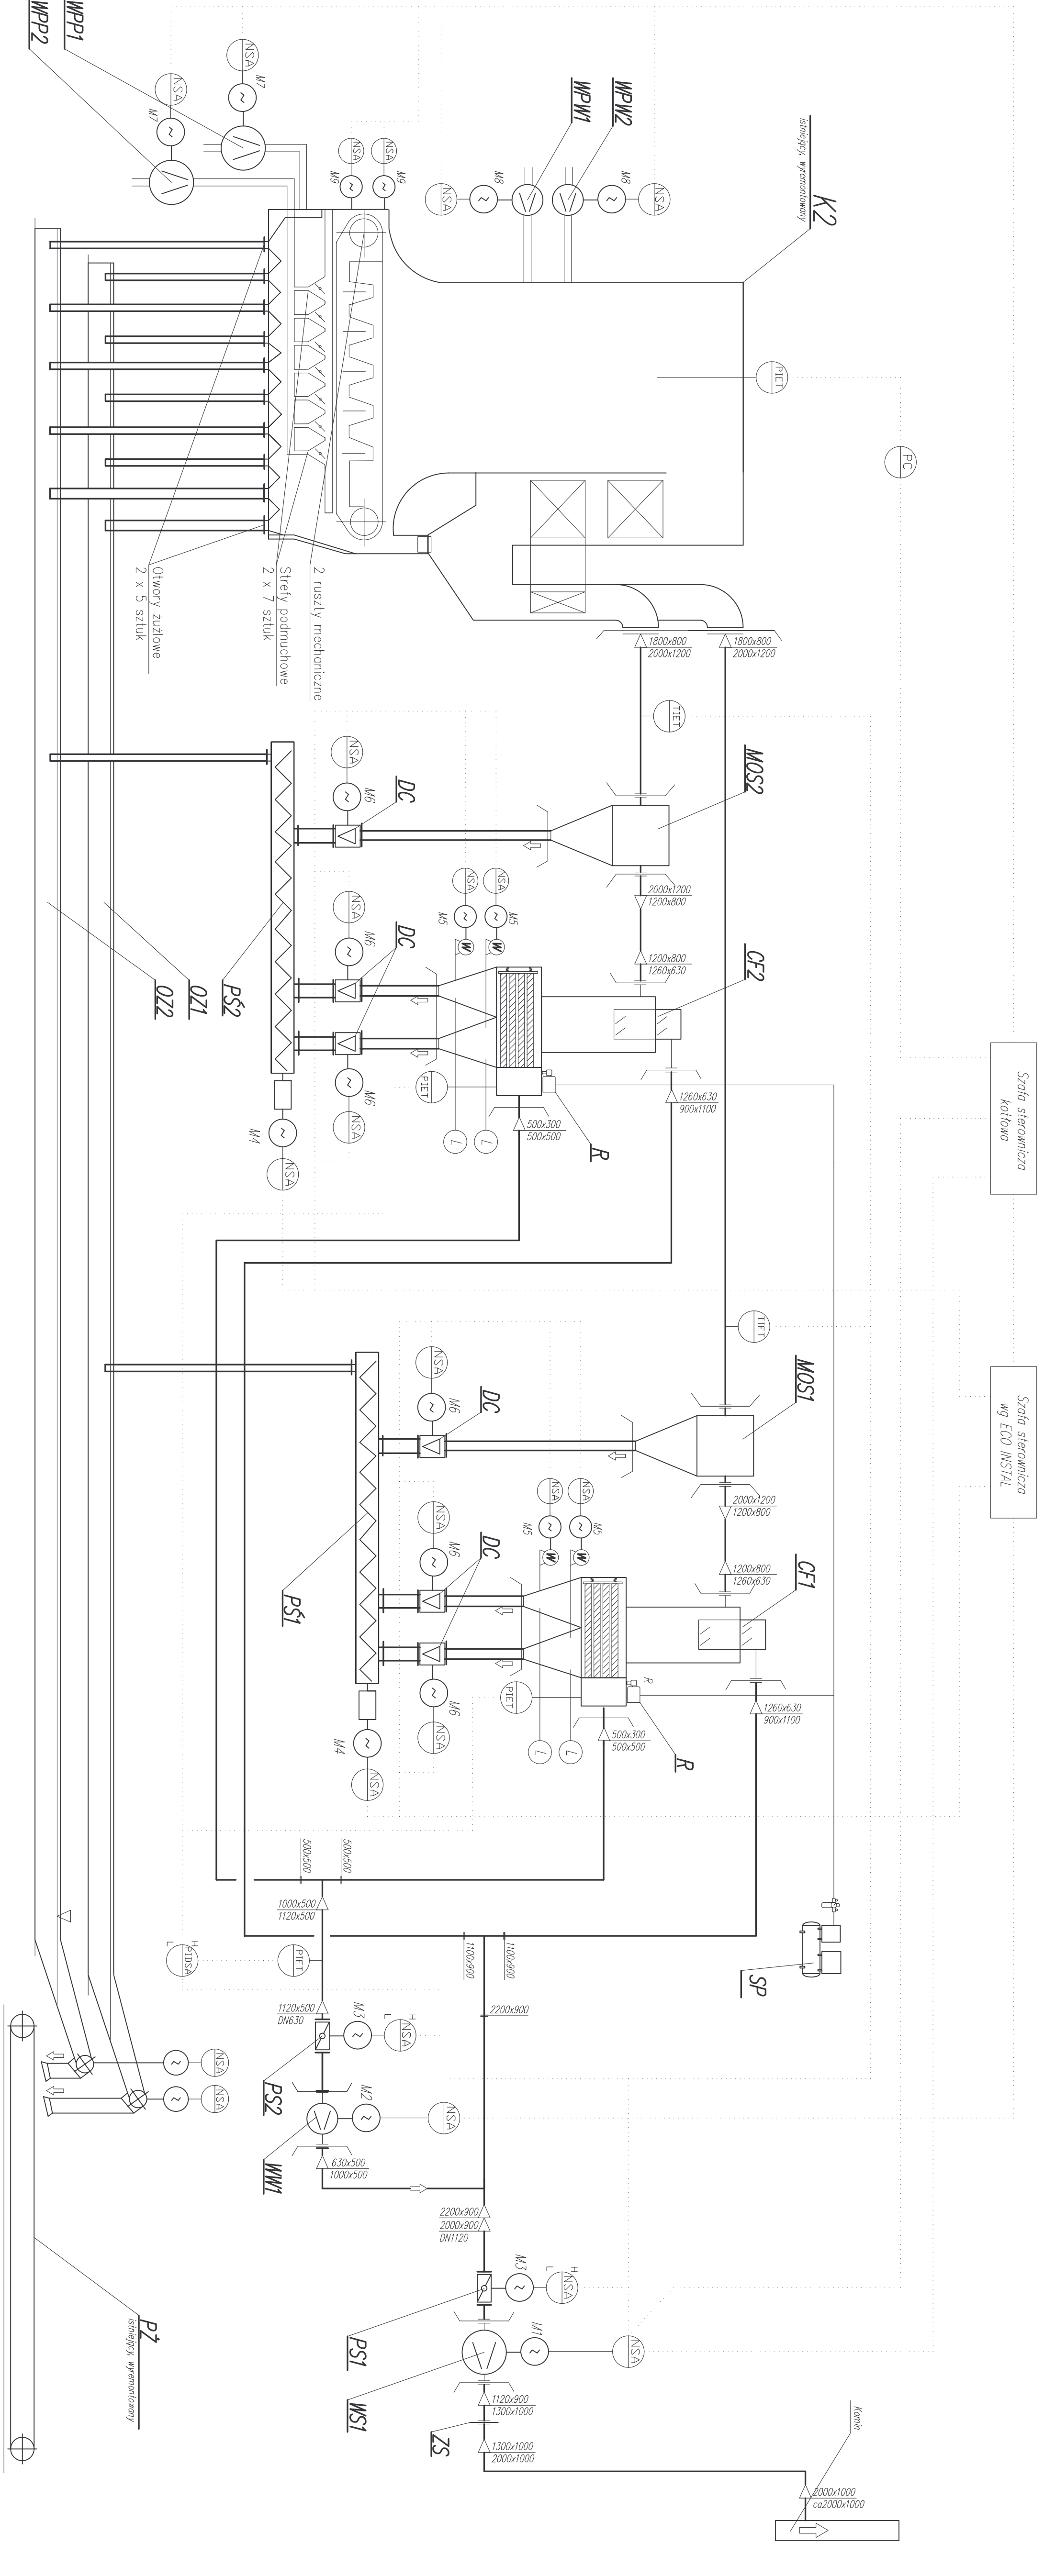 WPP2
WPP1
NSA
M7
NSA
M7
NSA
M9
NSA
M9
WPW1
WPW2
NSA
M8
M8
NSA
K2
istniejący, wyremontowany
PIET
PC
Otwory żużlowe
2 x 5 sztuk
Strefy podmuchowe
2 x 7 sztuk
2 ruszty mechaniczne
1800x800
2000x1200
1800x800
2000x1200
TIET
MOS2
NSA
M6
DC
2000x1200
1200x800
NSA
M5
NSA
M5
W
W
NSA
M6
DC
1200x800
1260x630
CF2
OZ2
OZ1
PŚ2
M6
NSA
PIET
1260x630
900x1100
500x300
500x500
L
L
R
M4
NSA
Szafa sterownicza
kotłowa
TIET
MOS1
NSA
M6
DC
2000x1200
1200x800
NSA
M5
NSA
M5
W
W
NSA
M6
DC
1200x800
1260x630
CF1
PŚ1
M6
NSA
PIET
R
1260x630
900x1100
500x300
500x500
L
L
R
M4
NSA
Szafa sterownicza
wg ECO INSTAL
500x500
500x500
1000x500
1120x500
1100x900
1100x900
SP
H
PIDSA
L
PIET
1120x500
DN630
M3
H
NSA
L
2200x900
PS2
M2
NSA
NSA
NSA
WW1
630x500
1000x500
2200x900
2000x900
DN1120
M3
H
NSA
L
PS1
M1
NSA
WS1
1120x900
1300x1000
ZS
1300x1000
2000x1000
PŻ
istniejący, wyremontowany
Komin
2000x1000
ca2000x1000